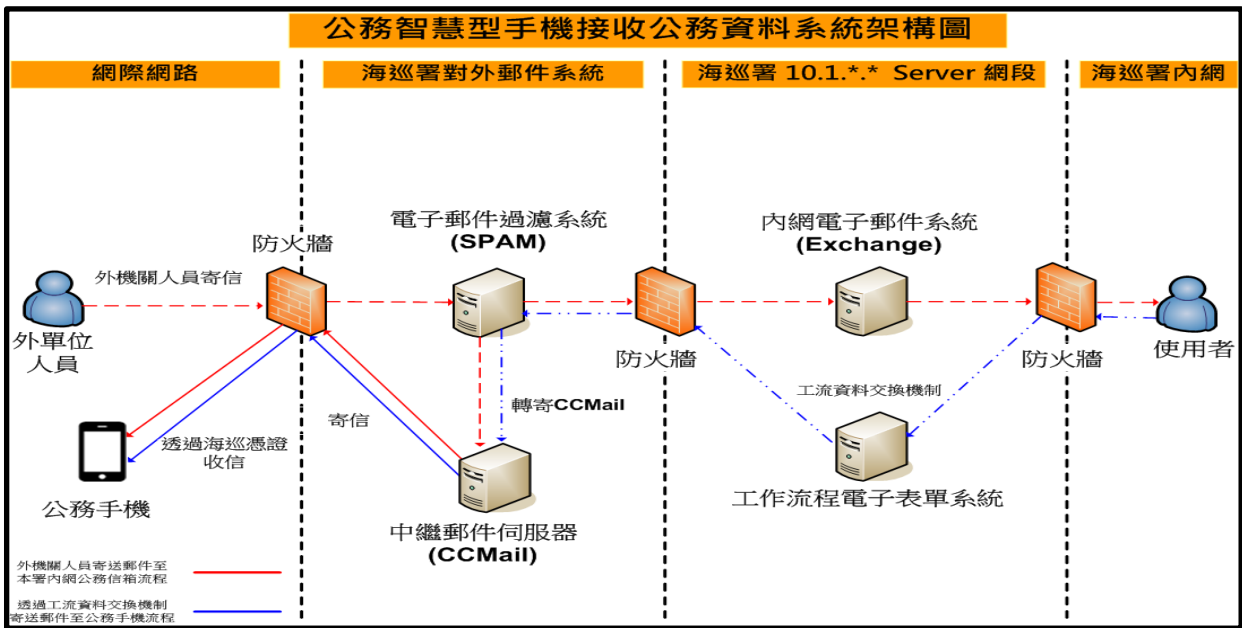 公務智慧型手機接收公務資料系統架構圖
網際網路
海巡署對外郵件系統
海巡署 10.1.*.* Server 網段
海巡署內網
電子郵件過濾系統
(SPAM)
內網電子郵件系統
(Exchange)
防火牆
外機關人員寄信
外單位
人員
防火牆
防火牆
使用者
工流資料交換機制
轉寄CCMail
寄信
透過海巡憑證
收信
公務手機
工作流程電子表單系統
中繼郵件伺服器
(CCMail)
外機關人員寄送郵件至
本署內網公務信箱流程
透過工流資料交換機制
寄送郵件至公務手機流程